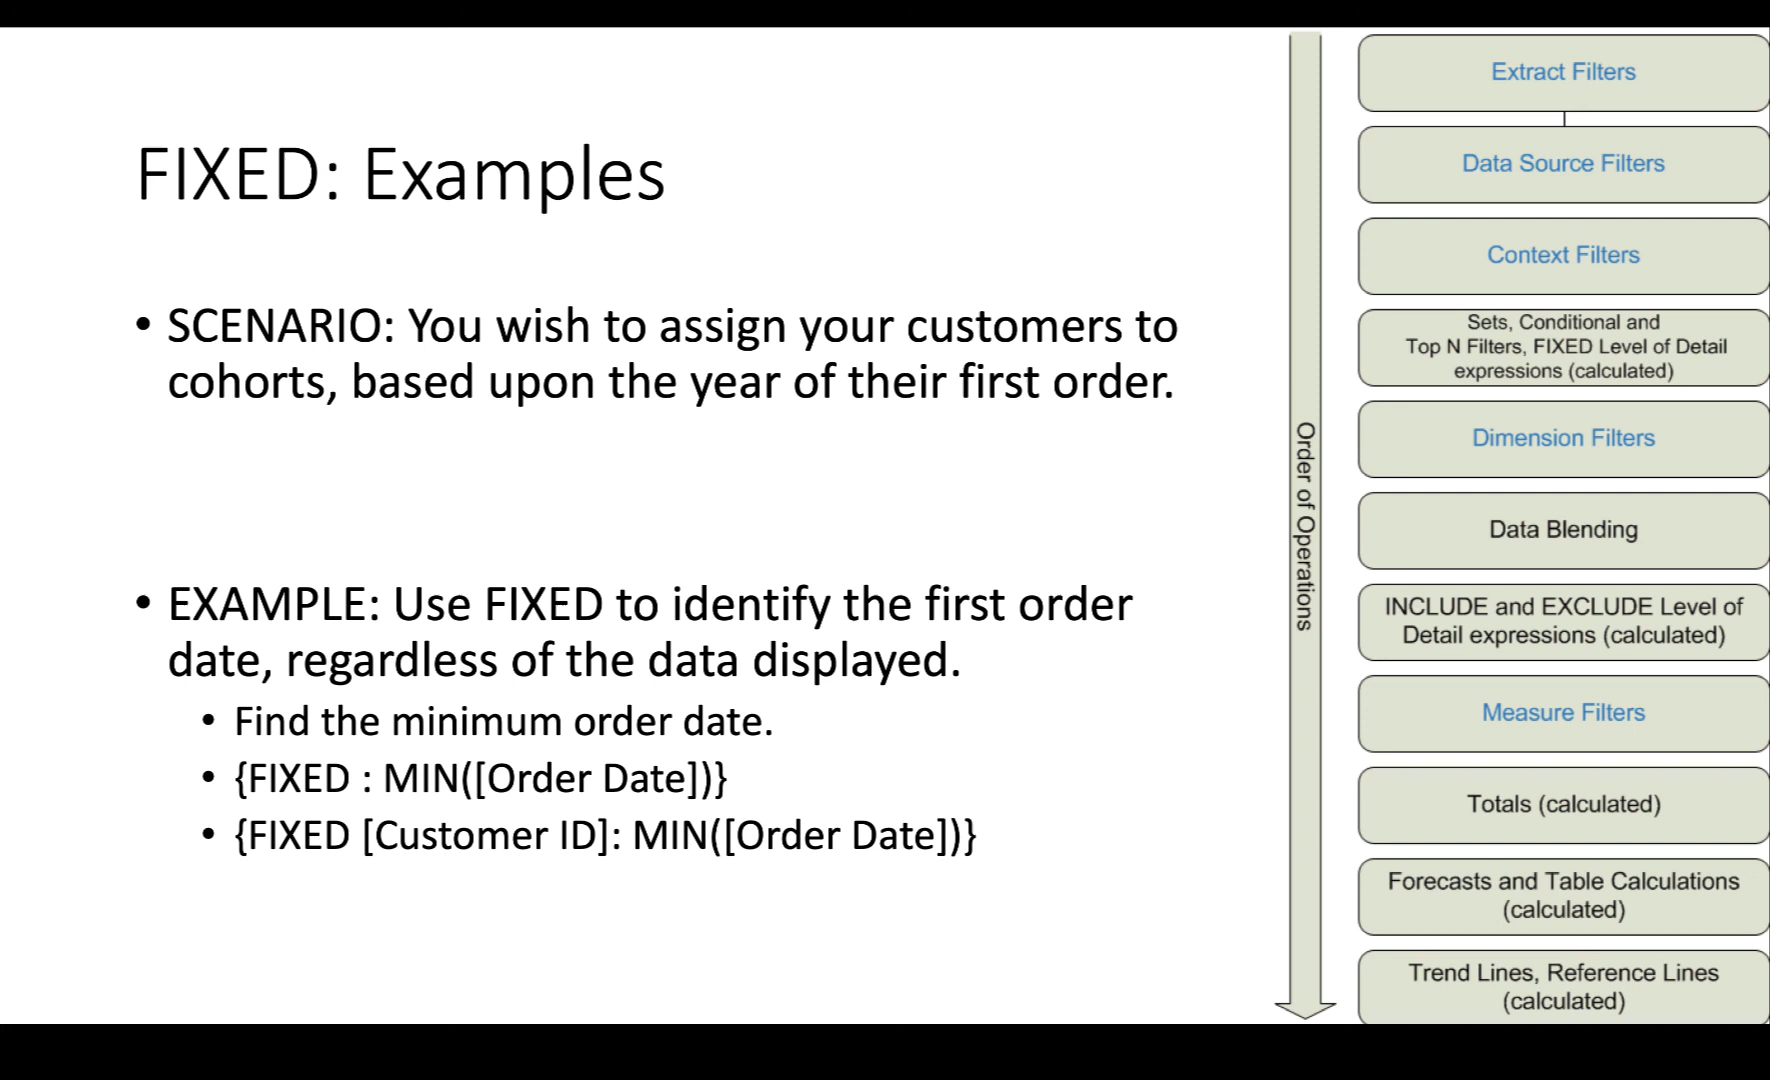 FIXED: Examples
• SCENARIO: You wish to assign your customers to
cohorts, based upon the year of their first order.
• EXAMPLE: Use FIXED to identify the first order
date, regardless of the data displayed.
• Find the minimum order date.
• {FIXED : MIN([Order Date])}
• {FIXED [Customer ID]: MIN([Order Date])}
Order of Operations
Extract Filters
Data Source Filters
Context Filters
Sets, Conditional and
Top N Filters, FIXED Level of Detail
expressions (calculated)
Dimension Filters
Data Blending
INCLUDE and EXCLUDE Level of
Detail expressions (calculated)
Measure Filters
Totals (calculated)
Forecasts and Table Calculations
(calculated)
Trend Lines, Reference Lines
(calculated)